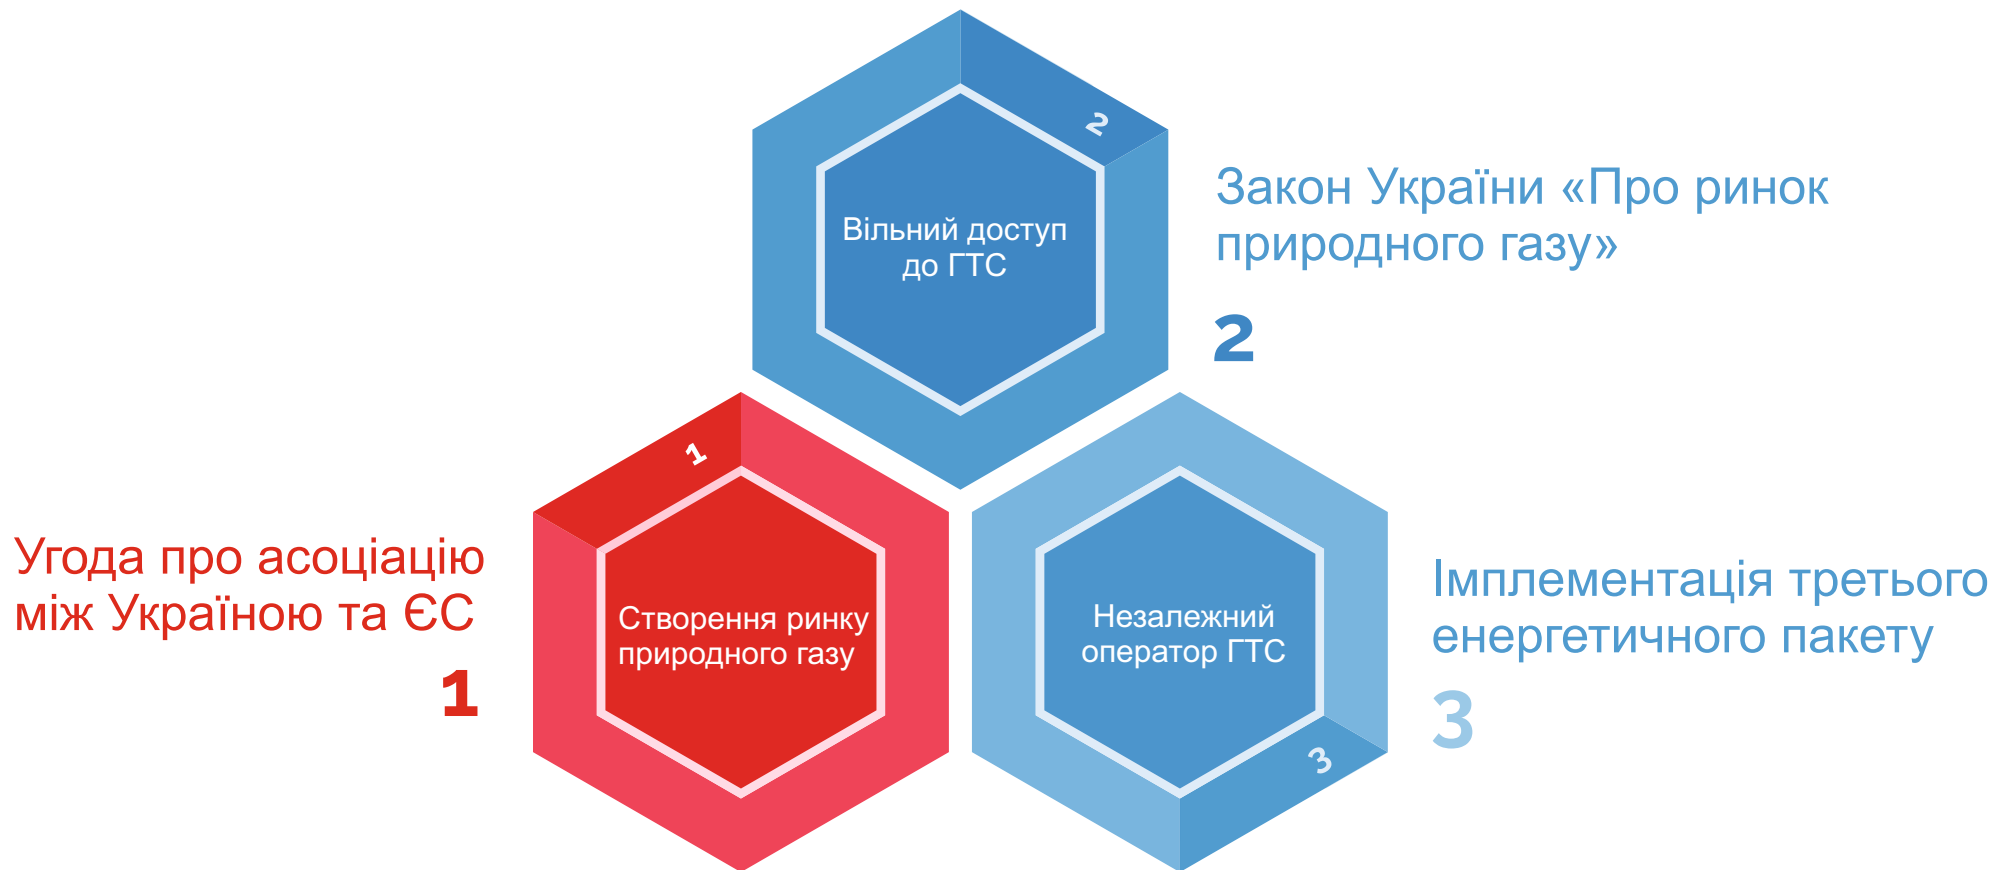 2
Вільний доступ
до ГТС
Закон України «Про ринок
природного газу»
2
1
Створення ринку
природного газу
Угода про асоціацію
між Україною та ЄС
1
Незалежний
оператор ГТС
3
Імплементація третього
енергетичного пакету
3